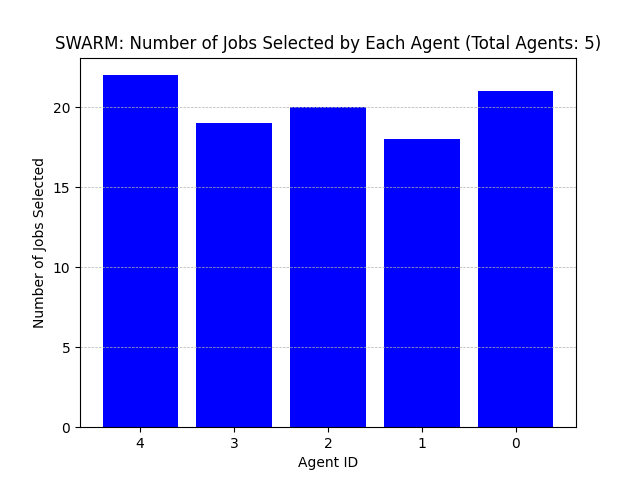 SWARM: Number of Jobs Selected by Each Agent (Total Agents: 5)
Number of Jobs Selected
20
15
10
5
0
4 3 2 1 0
Agent ID